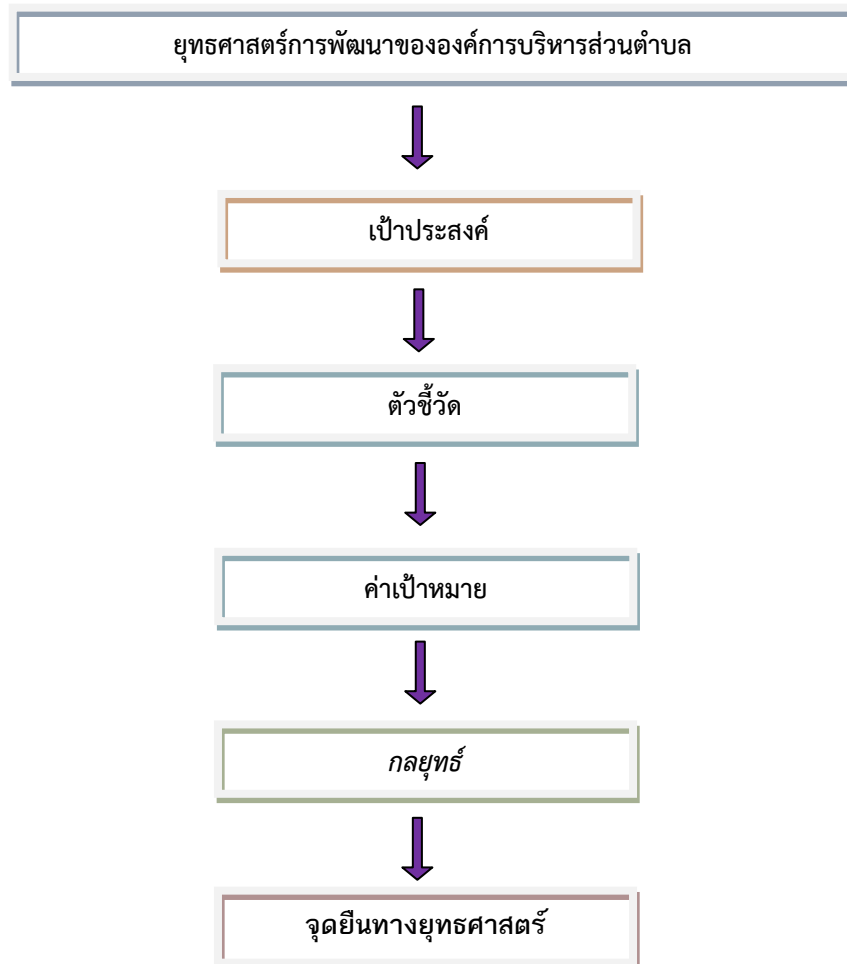 ยุทธศาสตร์การพัฒนาขององค์การบริหารส่วนตำบล
เป้าประสงค์
ตัวชี้วัด
ค่าเป้าหมาย
กลยุทธ์
จุดยืนทางยุทธศาสตร์